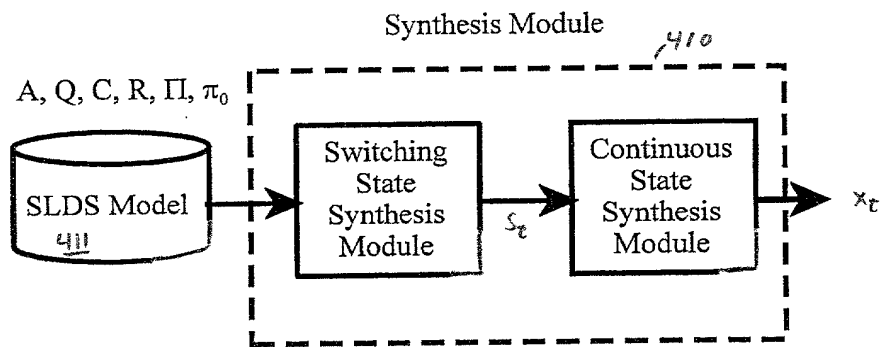 Synthesis Module
410
A, Q, C, R, Π, π₀
SLDS Model
411
Switching
State
Synthesis
Module
Sₜ
Continuous
State
Synthesis
Module
xₜ